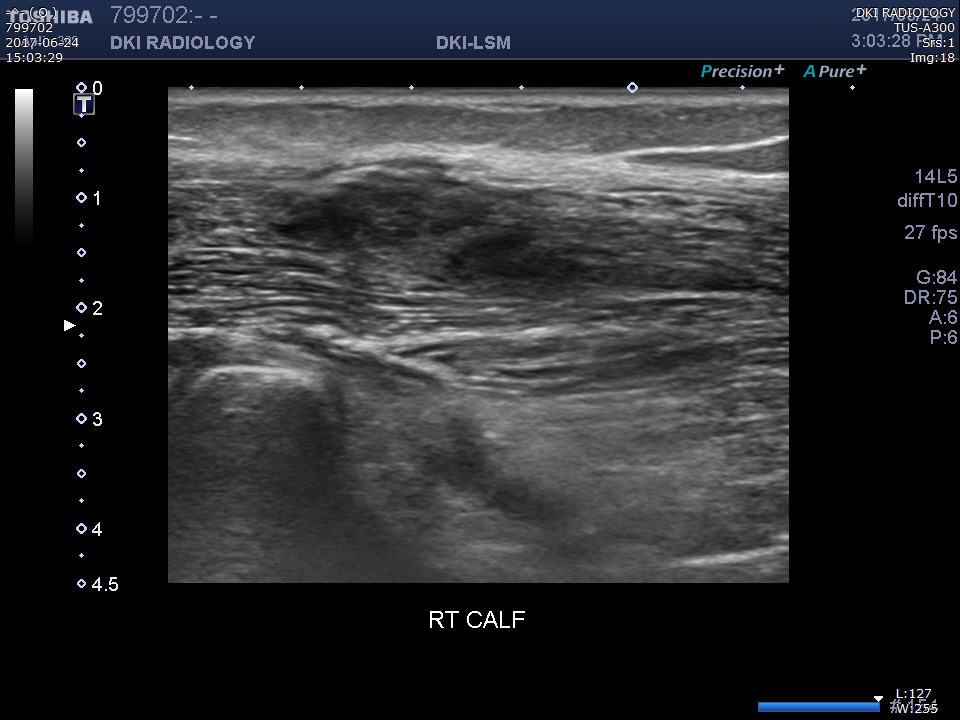 TOSHIBA 799702:- -
799702
2017-06-24
15:03:29
DKI RADIOLOGY
DKI-LSM
DKI RADIOLOGY
TUS-A300
Srs:1
3:03:28
Img:18
Precision+ A Pure+
T
0
1
2
3
4
4.5
14L5
diffT10
27 fps
G:84
DR:75
A:6
P:6
RT CALF
L:127
W:255